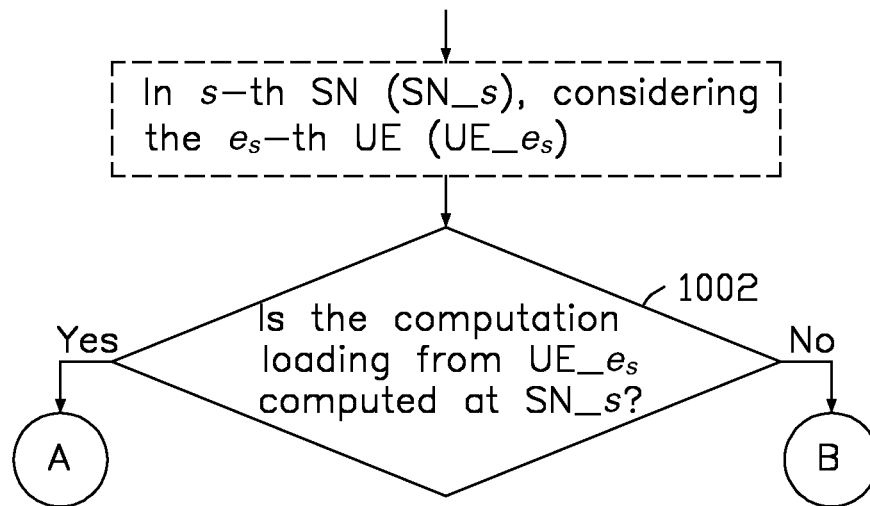 In s-th SN (SN_s), considering
the eₛ-th UE (UE_eₛ)
1002
Is the computation
loading from UE_eₛ
computed at SN_s?
Yes
No
A
B